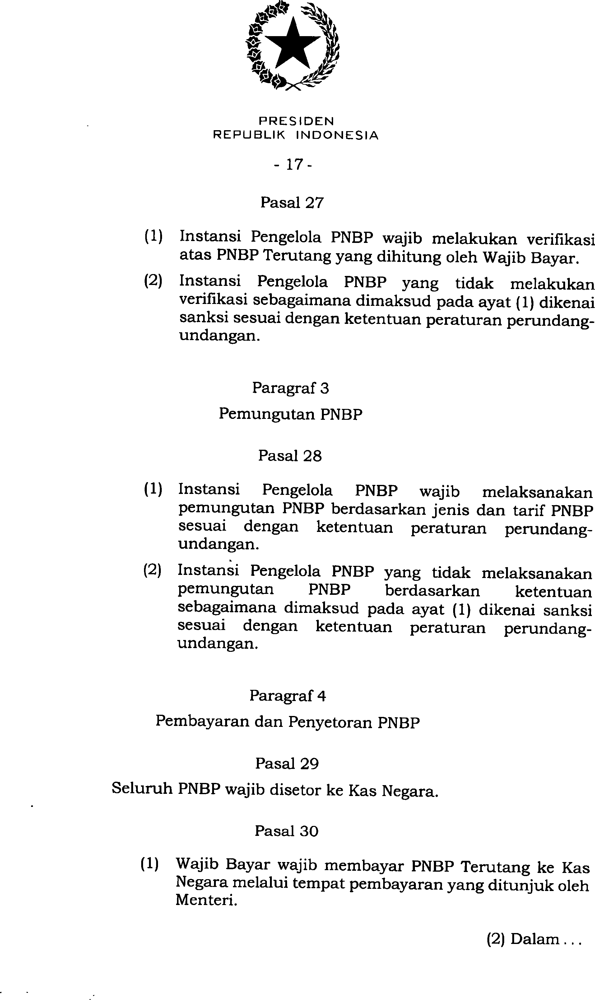 PRESIDEN
REPUBLIK INDONESIA
- 17 -
Pasal 27
(1) Instansi Pengelola PNBP wajib melakukan verifikasi
atas PNBP Terutang yang dihitung oleh Wajib Bayar.
(2) Instansi Pengelola PNBP yang tidak melakukan
verifikasi sebagaimana dimaksud pada ayat (1) dikenai
sanksi sesuai dengan ketentuan peraturan perundang-
undangan.
Paragraf 3
Pemungutan PNBP
Pasal 28
(1) Instansi Pengelola PNBP wajib melaksanakan
pemungutan PNBP berdasarkan jenis dan tarif PNBP
sesuai dengan ketentuan peraturan perundang-
undangan.
(2) Instansi Pengelola PNBP yang tidak melaksanakan
pemungutan PNBP berdasarkan ketentuan
sebagaimana dimaksud pada ayat (1) dikenai sanksi
sesuai dengan ketentuan peraturan perundang-
undangan.
Paragraf 4
Pembayaran dan Penyetoran PNBP
Pasal 29
Seluruh PNBP wajib disetor ke Kas Negara.
Pasal 30
(1) Wajib Bayar wajib membayar PNBP Terutang ke Kas
Negara melalui tempat pembayaran yang ditunjuk oleh
Menteri.
(2) Dalam . . .